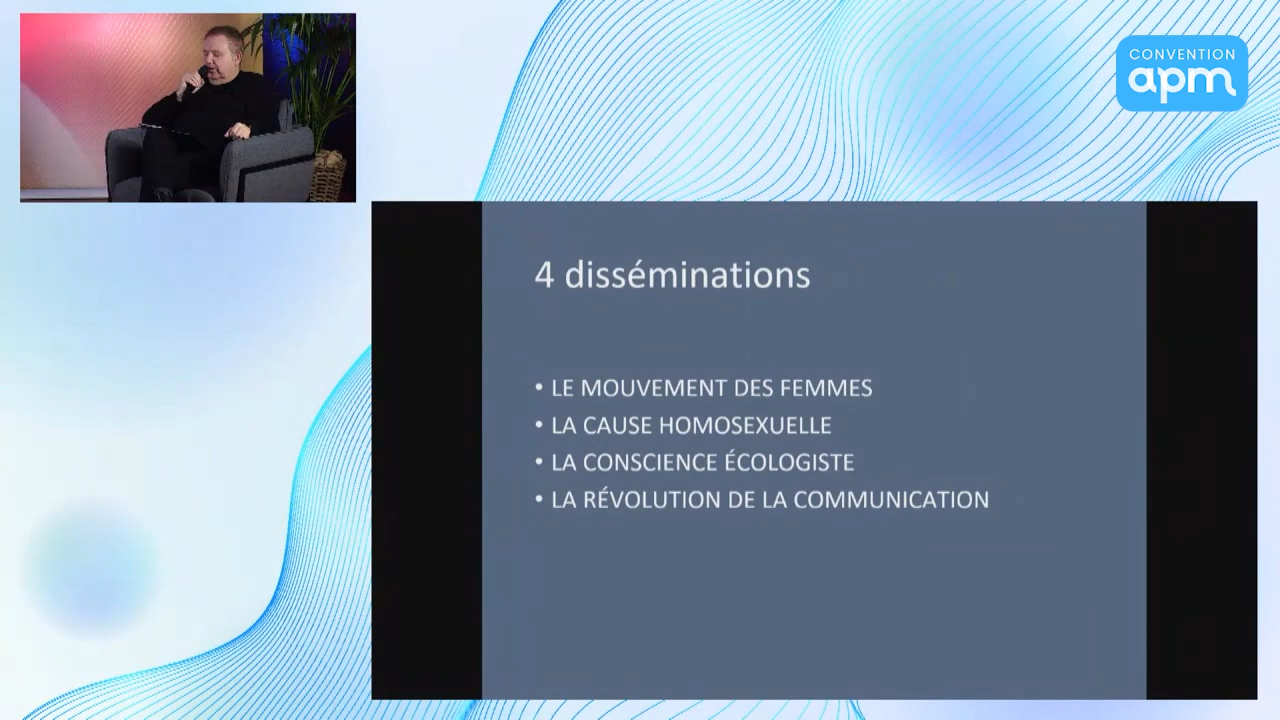 CONVENTION
apm
4 disséminations
• LE MOUVEMENT DES FEMMES
• LA CAUSE HOMOSEXUELLE
• LA CONSCIENCE ÉCOLOGISTE
• LA RÉVOLUTION DE LA COMMUNICATION